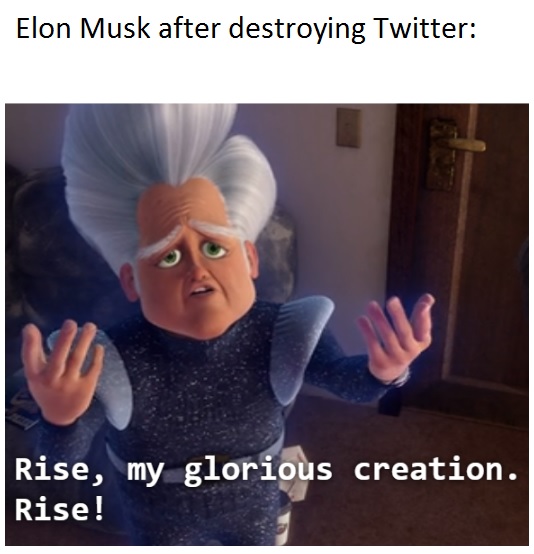 Elon Musk after destroying Twitter:
Rise, my glorious creation.
Rise!